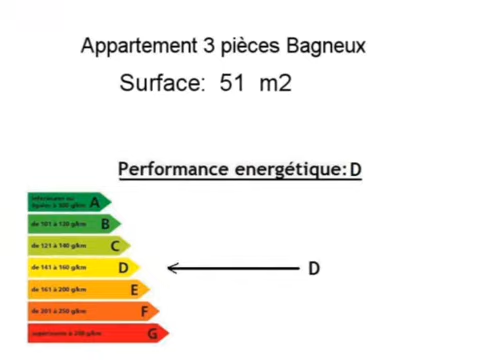 Appartement 3 pièces Bagneux
Surface: 51 m2
Performance energétique: D
A
de 101 à 120 g/km B
de 121 à 140 g/km C
de 141 à 160 g/km D
D
de 161 à 200 g/km E
de 201 à 250 g/km F
G